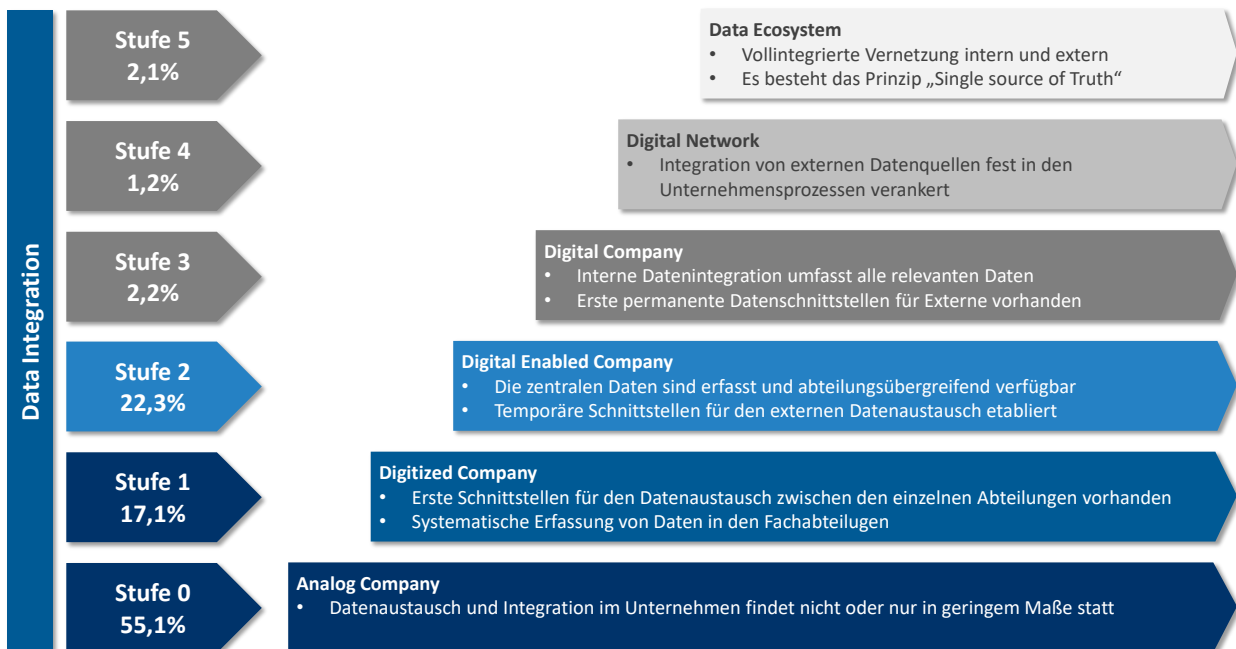 Data Integration
Stufe 5
2,1%
Data Ecosystem
• Vollintegrierte Vernetzung intern und extern
• Es besteht das Prinzip „Single source of Truth“
Stufe 4
1,2%
Digital Network
• Integration von externen Datenquellen fest in den
Unternehmensprozessen verankert
Stufe 3
2,2%
Digital Company
• Interne Datenintegration umfasst alle relevanten Daten
• Erste permanente Datenschnittstellen für Externe vorhanden
Stufe 2
22,3%
Digital Enabled Company
• Die zentralen Daten sind erfasst und abteilungsübergreifend verfügbar
• Temporäre Schnittstellen für den externen Datenaustausch etabliert
Stufe 1
17,1%
Digitized Company
• Erste Schnittstellen für den Datenaustausch zwischen den einzelnen Abteilungen vorhanden
• Systematische Erfassung von Daten in den Fachabteilugen
Stufe 0
55,1%
Analog Company
• Datenaustausch und Integration im Unternehmen findet nicht oder nur in geringem Maße statt